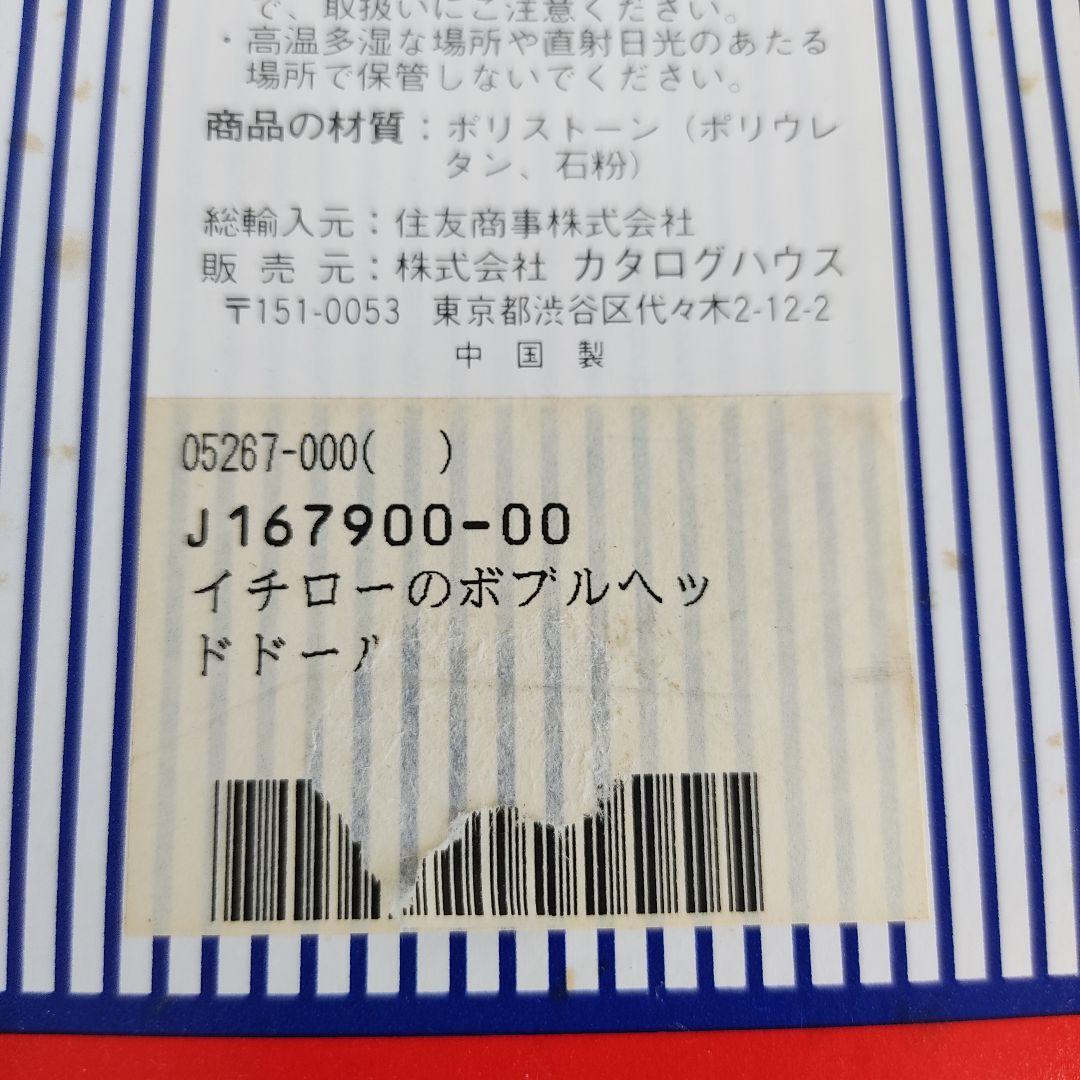 で、取扱いにご注意ください。
・高温多湿な場所や直射日光のあたる
場所で保管しないでください。
商品の材質：ポリストーン（ポリウレ
タン、石粉）
総輸入元：住友商事株式会社
販売元：株式会社 カタログハウス
〒151-0053 東京都渋谷区代々木2-12-2
中国製
05267-000( )
J167900-00
イチローのボブルヘッ
ドドール